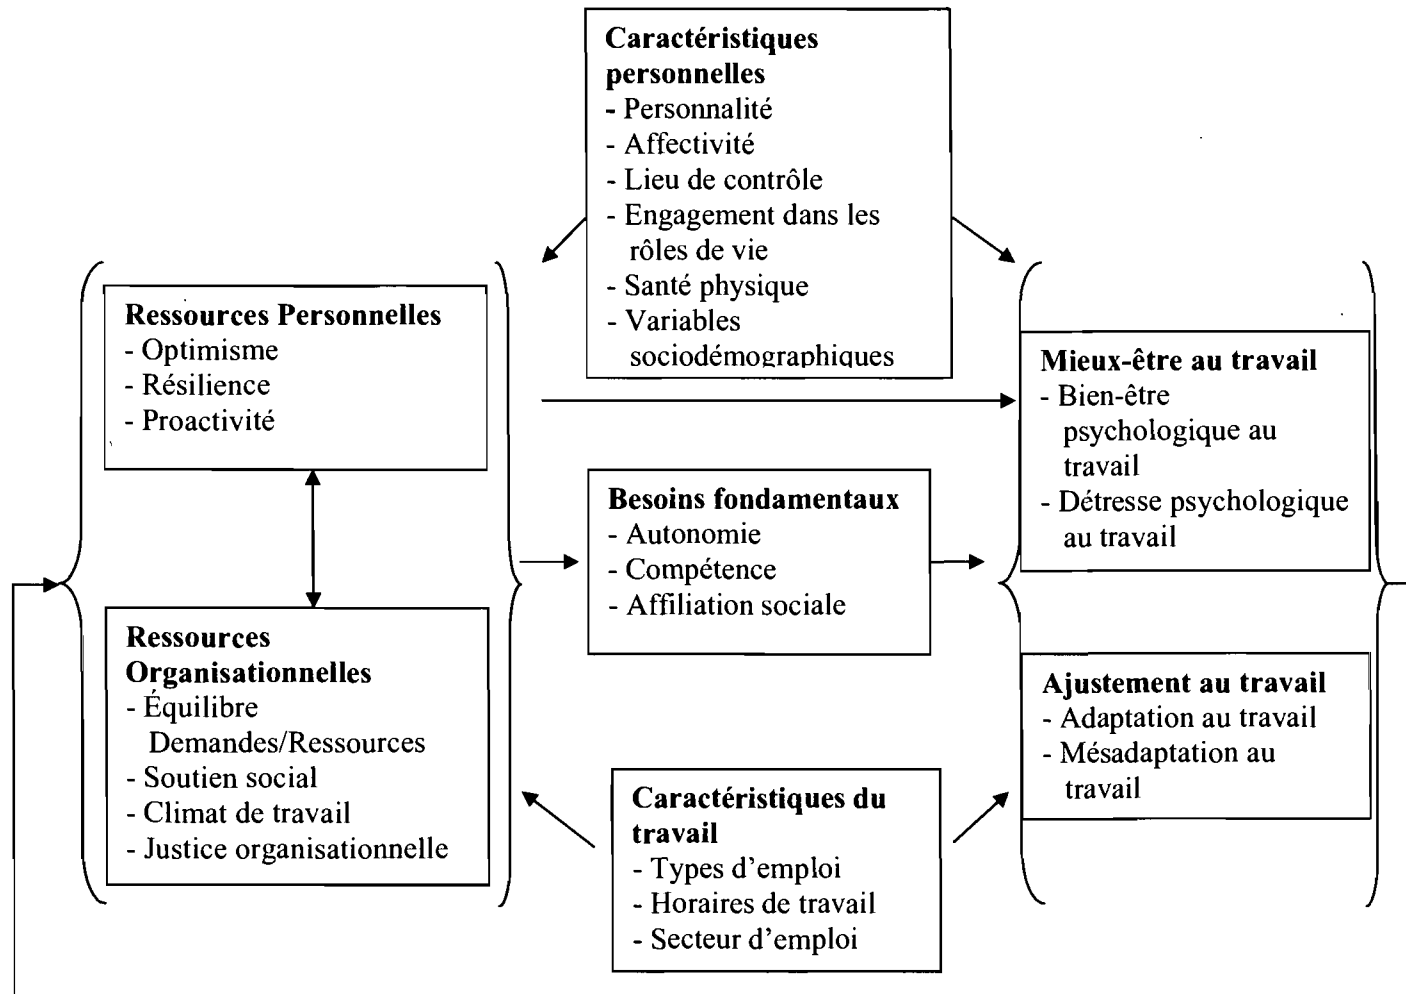 Caractéristiques
personnelles
- Personnalité
- Affectivité
- Lieu de contrôle
- Engagement dans les
rôles de vie
- Santé physique
- Variables
sociodémographiques
Ressources Personnelles
- Optimisme
- Résilience
- Proactivité
Mieux-être au travail
- Bien-être
psychologique au
travail
- Détresse psychologique
au travail
Besoins fondamentaux
- Autonomie
- Compétence
- Affiliation sociale
Ressources
Organisationnelles
- Équilibre
Demandes/Ressources
- Soutien social
- Climat de travail
- Justice organisationnelle
Ajustement au travail
- Adaptation au travail
- Mésadaptation au
travail
Caractéristiques du
travail
- Types d'emploi
- Horaires de travail
- Secteur d'emploi